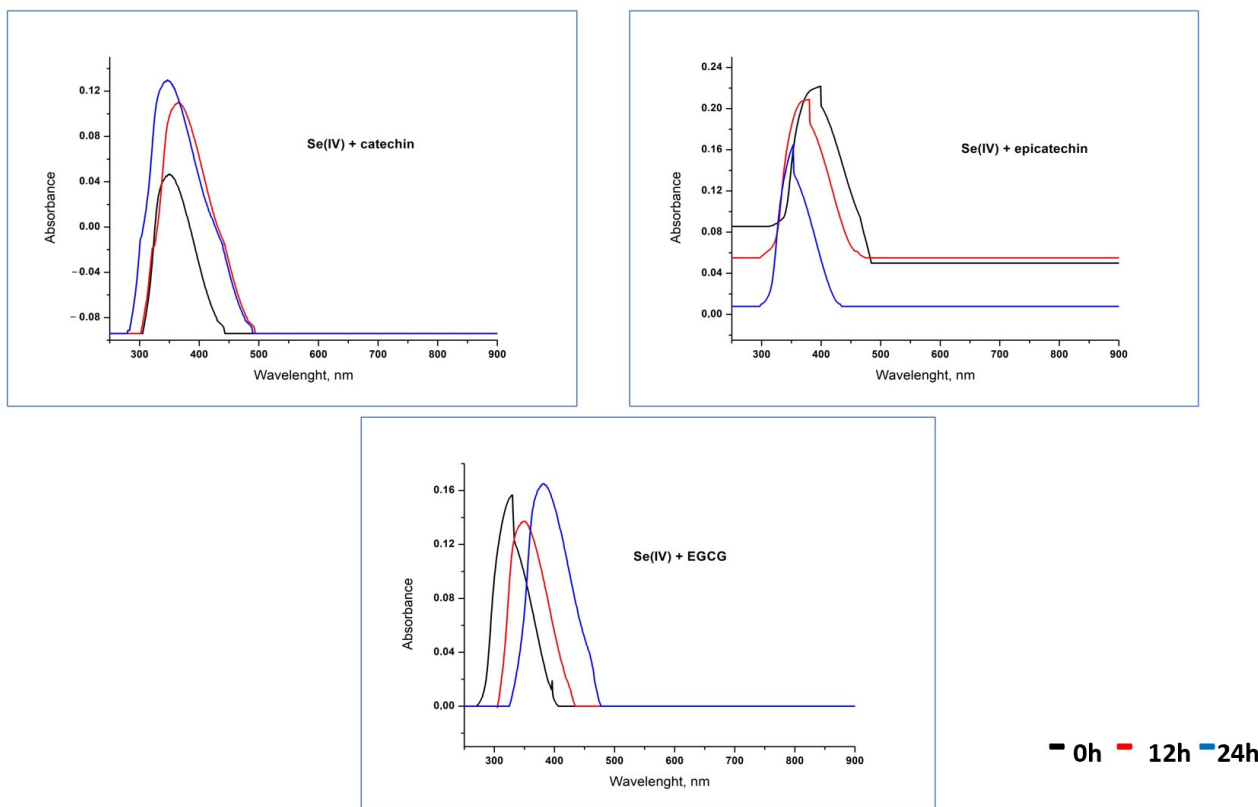 0.12
0.08
0.04
0.00
−0.04
−0.08
Absorbance
Se(IV) + catechin
300 400 500 600 700 800 900
Wavelenght, nm
0.24
0.20
0.16
0.12
0.08
0.04
0.00
Absorbance
Se(IV) + epicatechin
300 400 500 600 700 800 900
Wavelenght, nm
0.16
0.12
0.08
0.04
0.00
Absorbance
Se(IV) + EGCG
300 400 500 600 700 800 900
Wavelenght, nm
0h 12h 24h